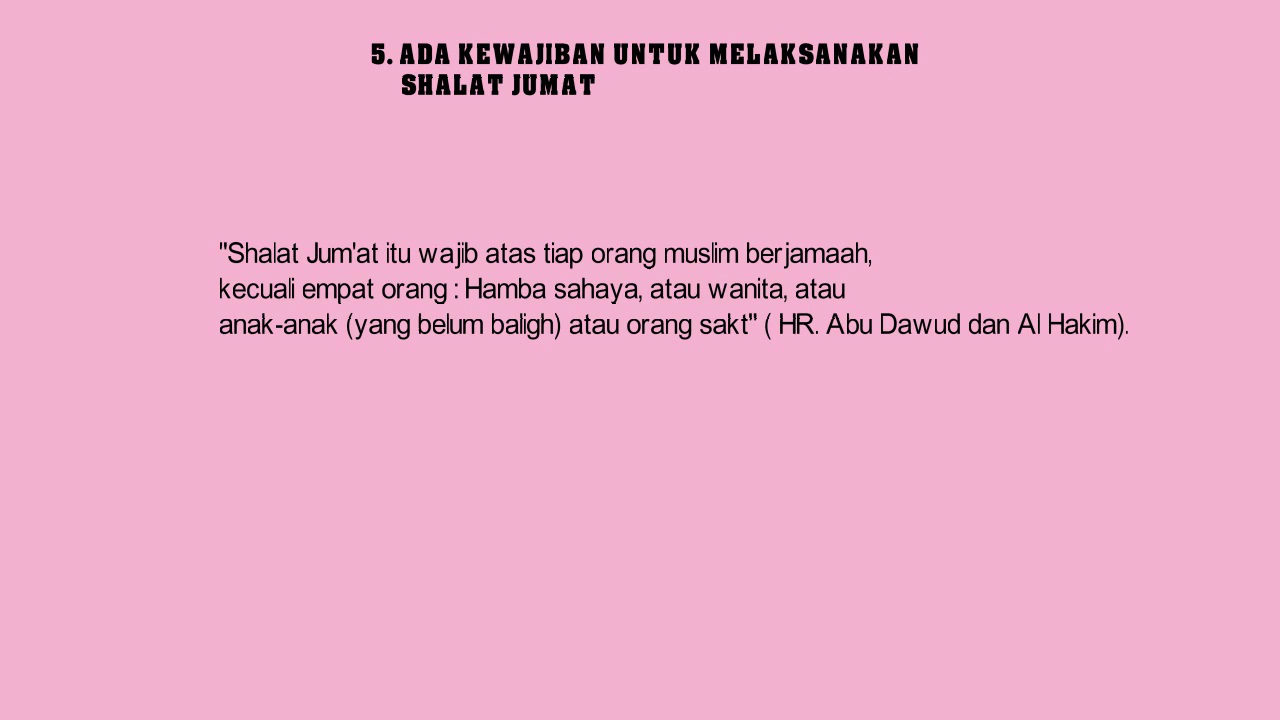 5. ADA KEWAJIBAN UNTUK MELAKSANAKAN
SHALAT JUMAT
"Shalat Jum'at itu wajib atas tiap orang muslim berjamaah,
kecuali empat orang : Hamba sahaya, atau wanita, atau
anak-anak (yang belum baligh) atau orang sakt" ( HR. Abu Dawud dan Al Hakim).